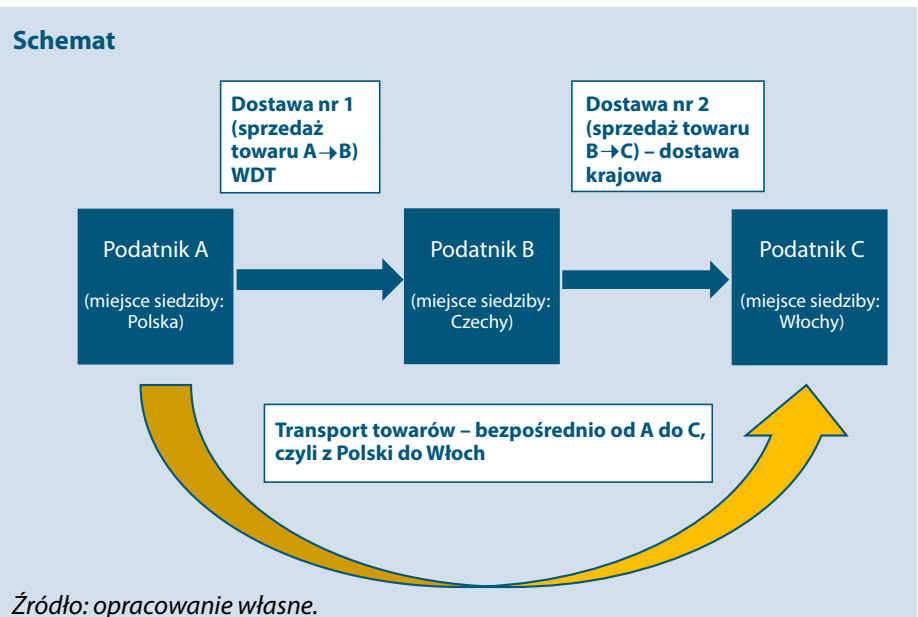 Schemat
Dostawa nr 1
(sprzedaż
towaru A→B)
WDT
Dostawa nr 2
(sprzedaż towaru
B→C) – dostawa
krajowa
Podatnik A
(miejsce siedziby:
Polska)
Podatnik B
(miejsce siedziby:
Czechy)
Podatnik C
(miejsce siedziby:
Włochy)
Transport towarów – bezpośrednio od A do C,
czyli z Polski do Włoch
Źródło: opracowanie własne.